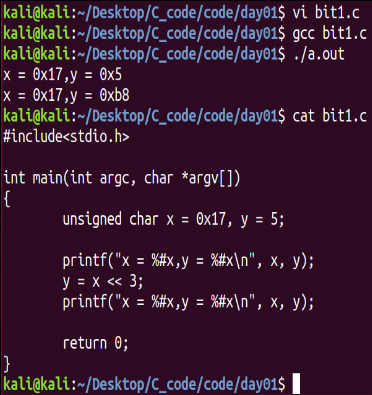 kali@kali:~/Desktop/C_code/code/day01$ vi bit1.c
kali@kali:~/Desktop/C_code/code/day01$ gcc bit1.c
kali@kali:~/Desktop/C_code/code/day01$ ./a.out
x = 0x17,y = 0x5
x = 0x17,y = 0xb8
kali@kali:~/Desktop/C_code/code/day01$ cat bit1.c
#include<stdio.h>

int main(int argc, char *argv[])
{
        unsigned char x = 0x17, y = 5;

        printf("x = %#x,y = %#x\n", x, y);
        y = x << 3;
        printf("x = %#x,y = %#x\n", x, y);

        return 0;
}
kali@kali:~/Desktop/C_code/code/day01$